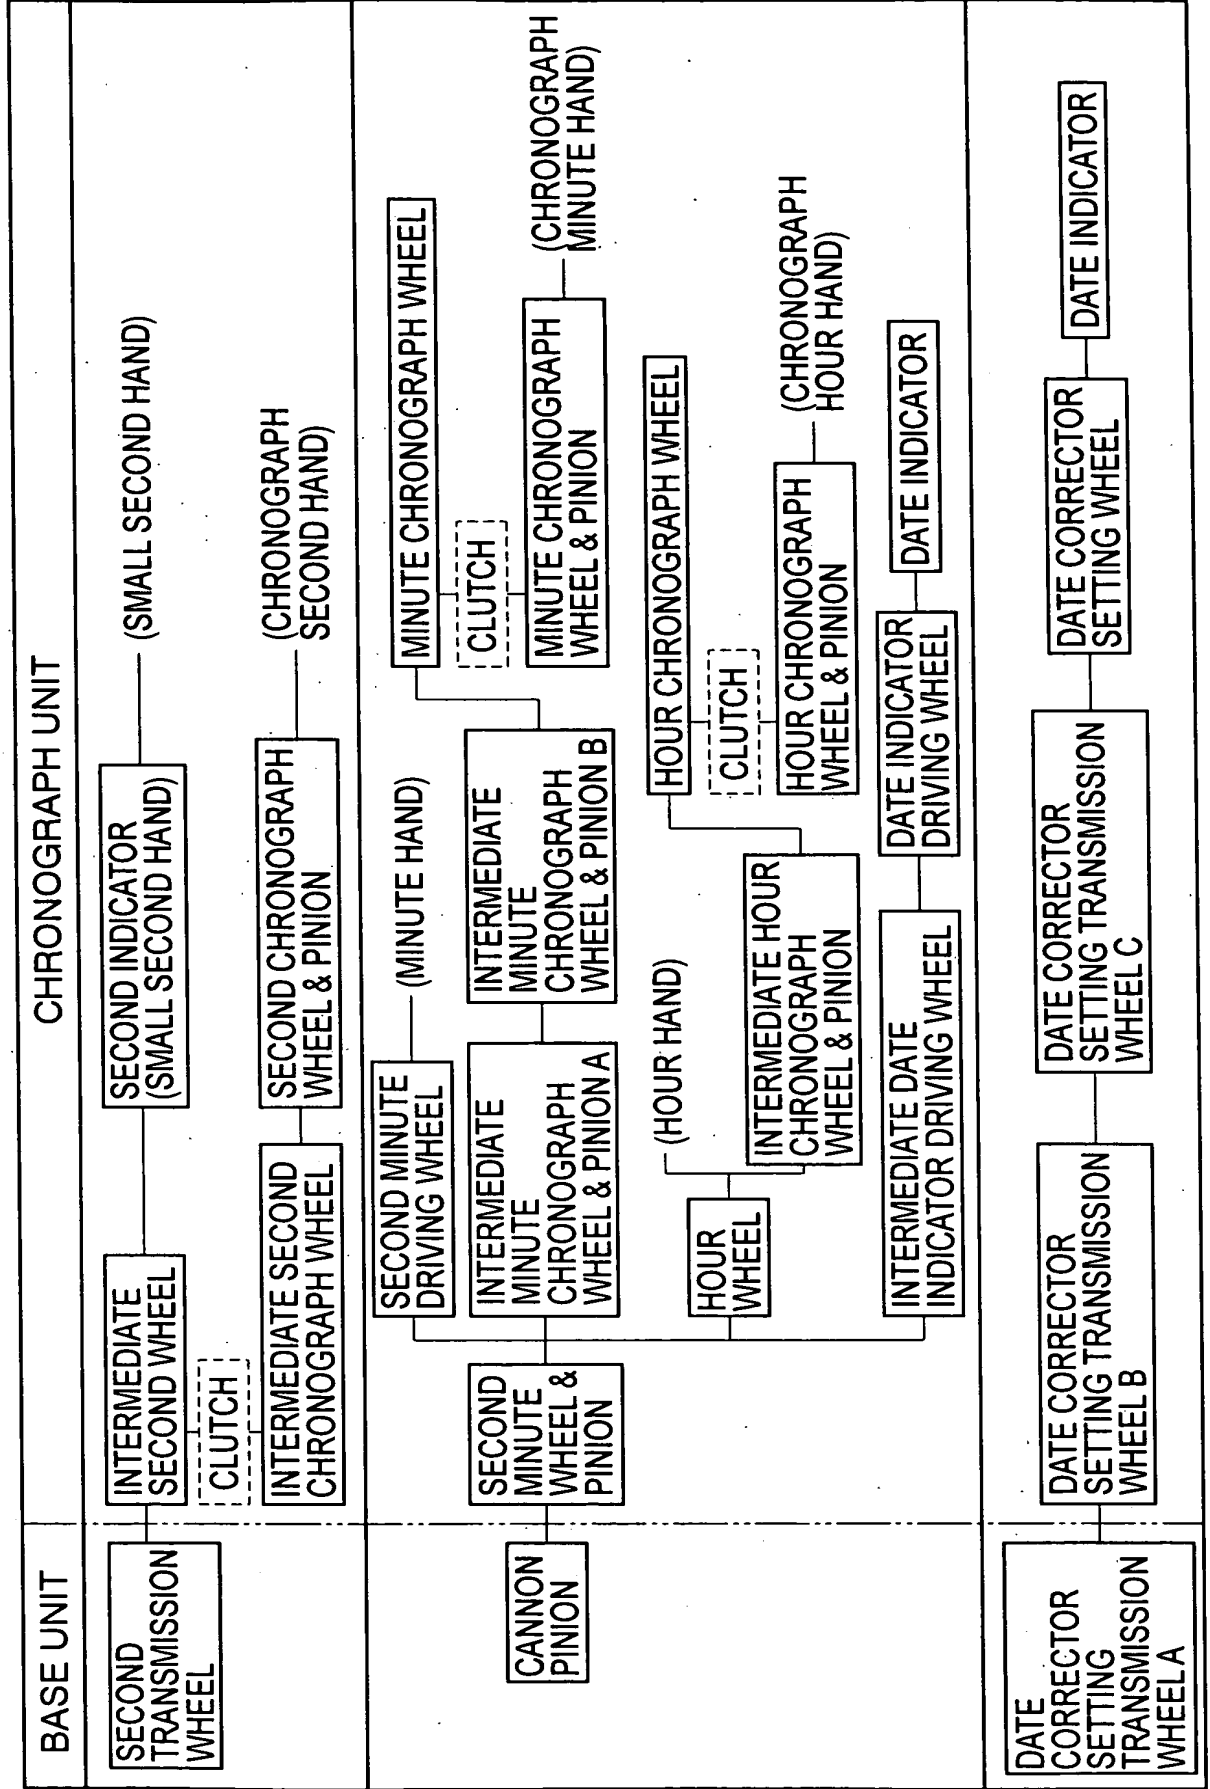 BASE UNIT
CHRONOGRAPH UNIT
SECOND
TRANSMISSION
WHEEL
INTERMEDIATE
SECOND WHEEL
SECOND INDICATOR
(SMALL SECOND HAND)
(SMALL SECOND HAND)
CLUTCH
INTERMEDIATE SECOND
CHRONOGRAPH WHEEL
SECOND CHRONOGRAPH
WHEEL & PINION
(CHRONOGRAPH
SECOND HAND)
CANNON
PINION
SECOND
MINUTE
WHEEL &
PINION
SECOND MINUTE
DRIVING WHEEL
(MINUTE HAND)
INTERMEDIATE
MINUTE
CHRONOGRAPH
WHEEL & PINION A
INTERMEDIATE
MINUTE
CHRONOGRAPH
WHEEL & PINION B
MINUTE CHRONOGRAPH WHEEL
CLUTCH
MINUTE CHRONOGRAPH
WHEEL & PINION
(CHRONOGRAPH
MINUTE HAND)
HOUR
WHEEL
(HOUR HAND)
INTERMEDIATE HOUR
CHRONOGRAPH
WHEEL & PINION
HOUR CHRONOGRAPH WHEEL
CLUTCH
HOUR CHRONOGRAPH
WHEEL & PINION
(CHRONOGRAPH
HOUR HAND)
INTERMEDIATE DATE
INDICATOR DRIVING WHEEL
DATE INDICATOR
DRIVING WHEEL
DATE INDICATOR
DATE
CORRECTOR
SETTING
TRANSMISSION
WHEEL A
DATE CORRECTOR
SETTING TRANSMISSION
WHEEL B
DATE CORRECTOR
SETTING TRANSMISSION
WHEEL C
DATE CORRECTOR
SETTING WHEEL
DATE INDICATOR